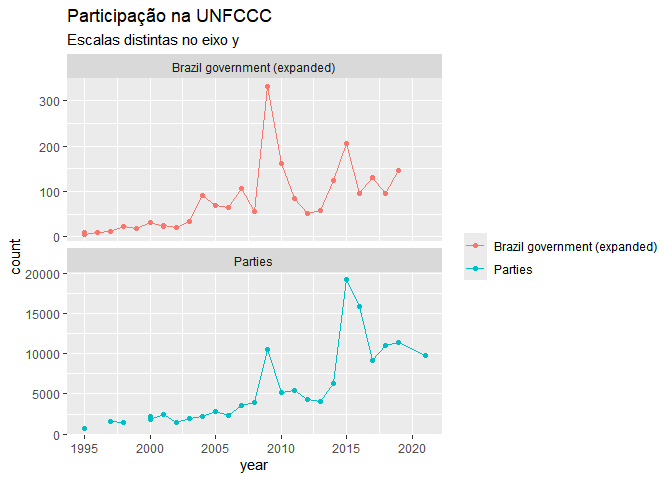 Participação na UNFCCC
Escalas distintas no eixo y
Brazil government (expanded)
300
200
100
0
count
Parties
20000
15000
10000
5000
0
1995 2000 2005 2010 2015 2020
year
Brazil government (expanded)
Parties